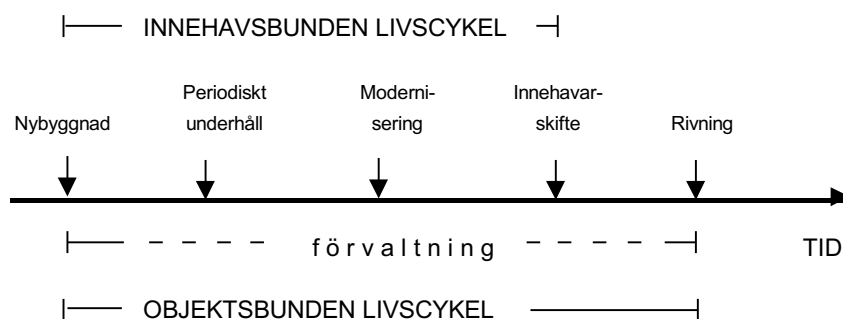 INNEHAVSBUNDEN LIVSCYKEL
Periodiskt Moderni- Innehavar-
Nybyggnad underhåll sering skifte Rivning
förvaltning TID
OBJEKTSBUNDEN LIVSCYKEL